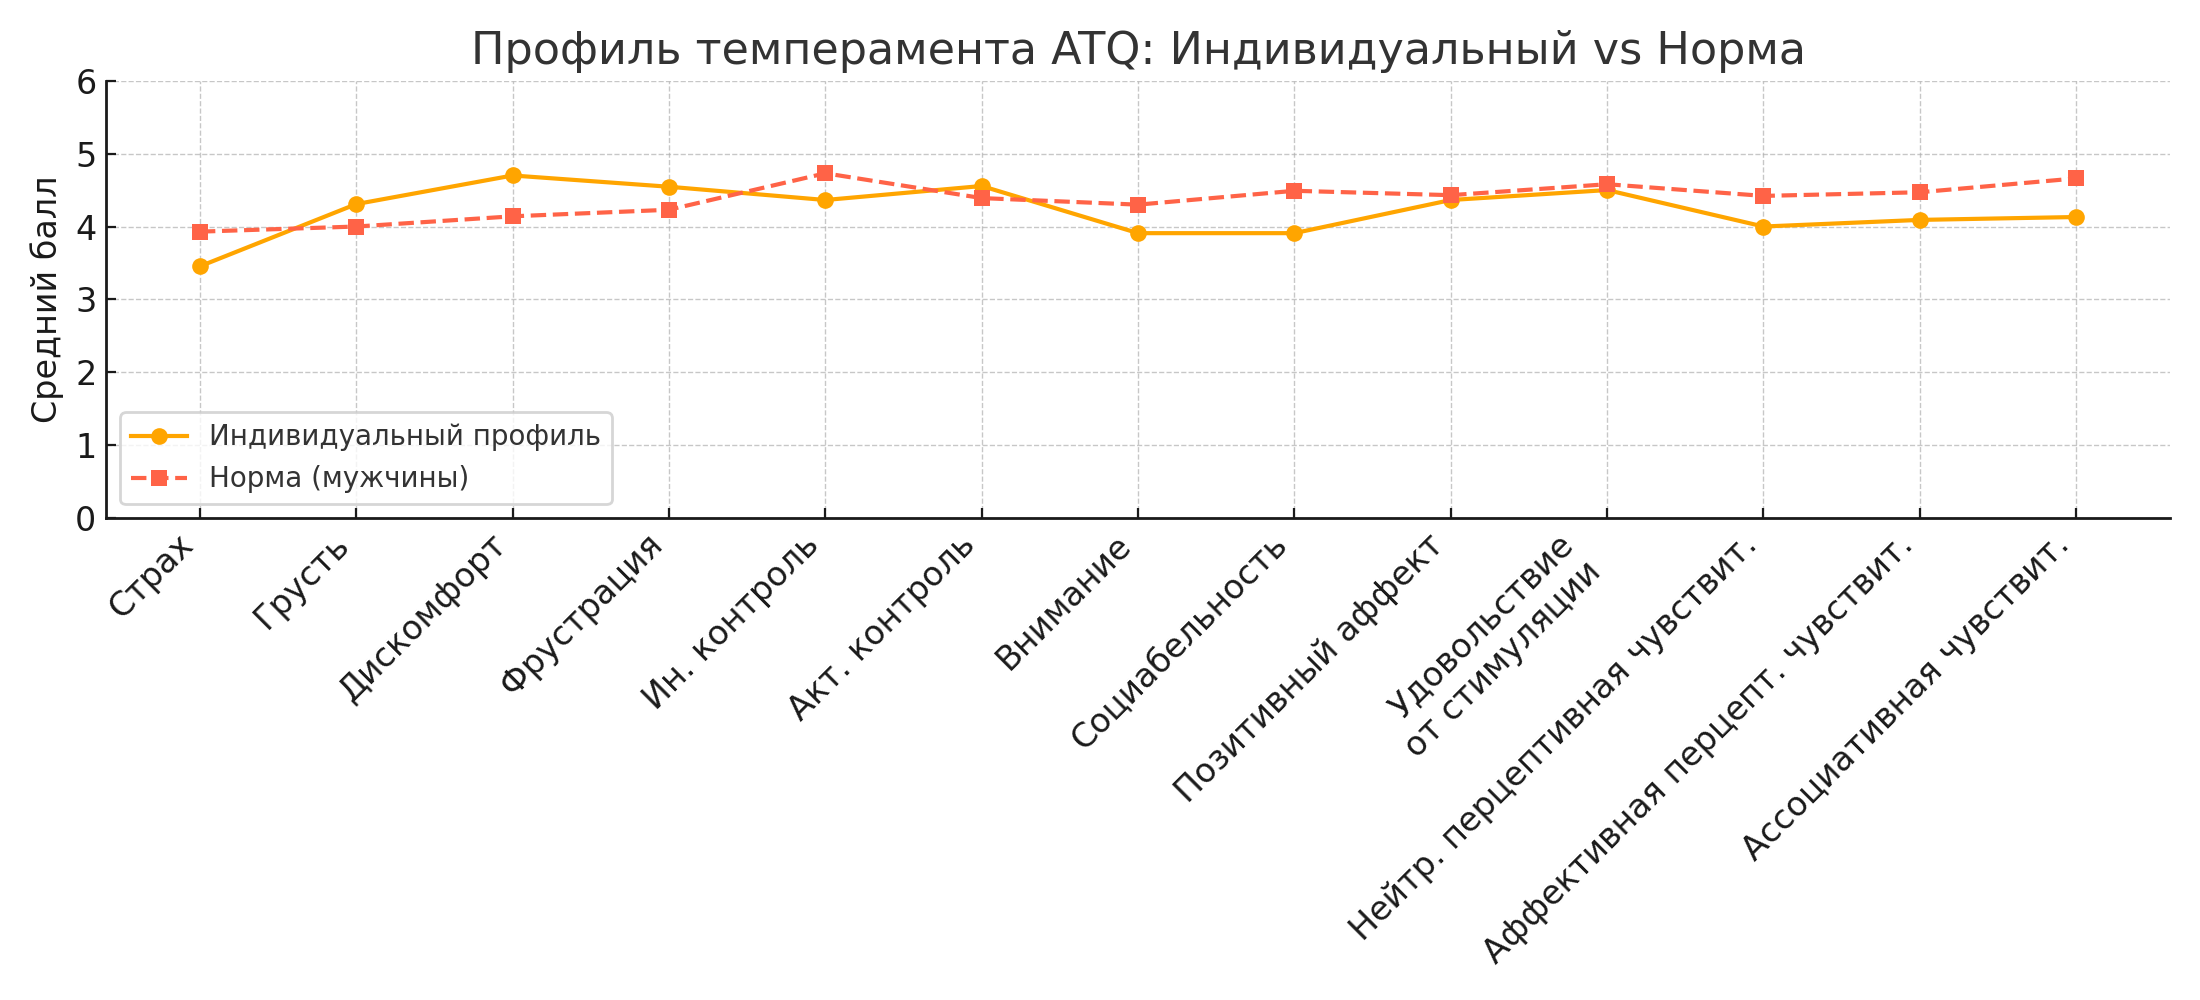 Профиль темперамента ATQ: Индивидуальный vs Норма
Средний балл
6
5
4
3
2
1
0
Индивидуальный профиль
Норма (мужчины)
Страх
Грусть
Дискомфорт
Фрустрация
Ин. контроль
Акт. контроль
Внимание
Социабельность
Позитивный аффект
Удовольствие
от стимуляции
Нейтр. перцептивная чувствит.
Аффективная перцепт. чувствит.
Ассоциативная чувствит.